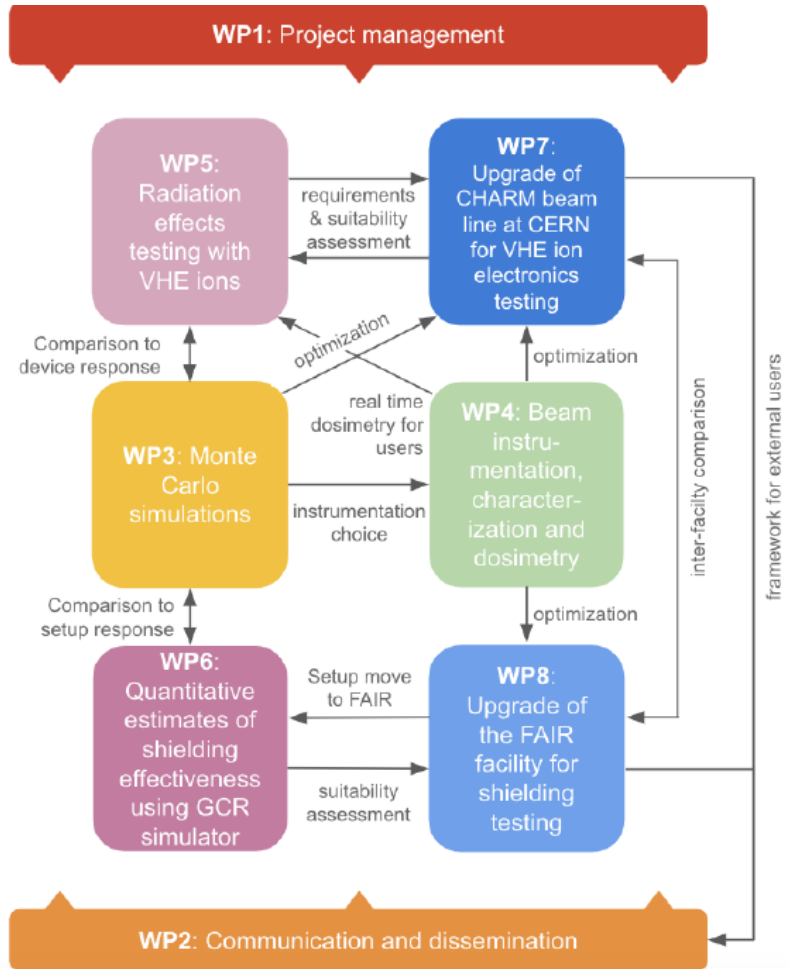 WP1: Project management
WP5:
Radiation
effects
testing with
VHE ions
requirements
& suitability
assessment
WP7:
Upgrade of
CHARM beam
line at CERN
for VHE ion
electronics
testing
Comparison to
device response
optimization
optimization
real time
dosimetry for
users
WP3: Monte
Carlo
simulations
instrumentation
choice
WP4: Beam
instru-
mentation,
character-
ization and
dosimetry
inter-facilty comparison
framework for external users
Comparison to
setup response
optimization
WP6:
Quantitative
estimates of
shielding
effectiveness
using GCR
simulator
Setup move
to FAIR
suitability
assessment
WP8:
Upgrade of
the FAIR
facility for
shielding
testing
WP2: Communication and dissemination